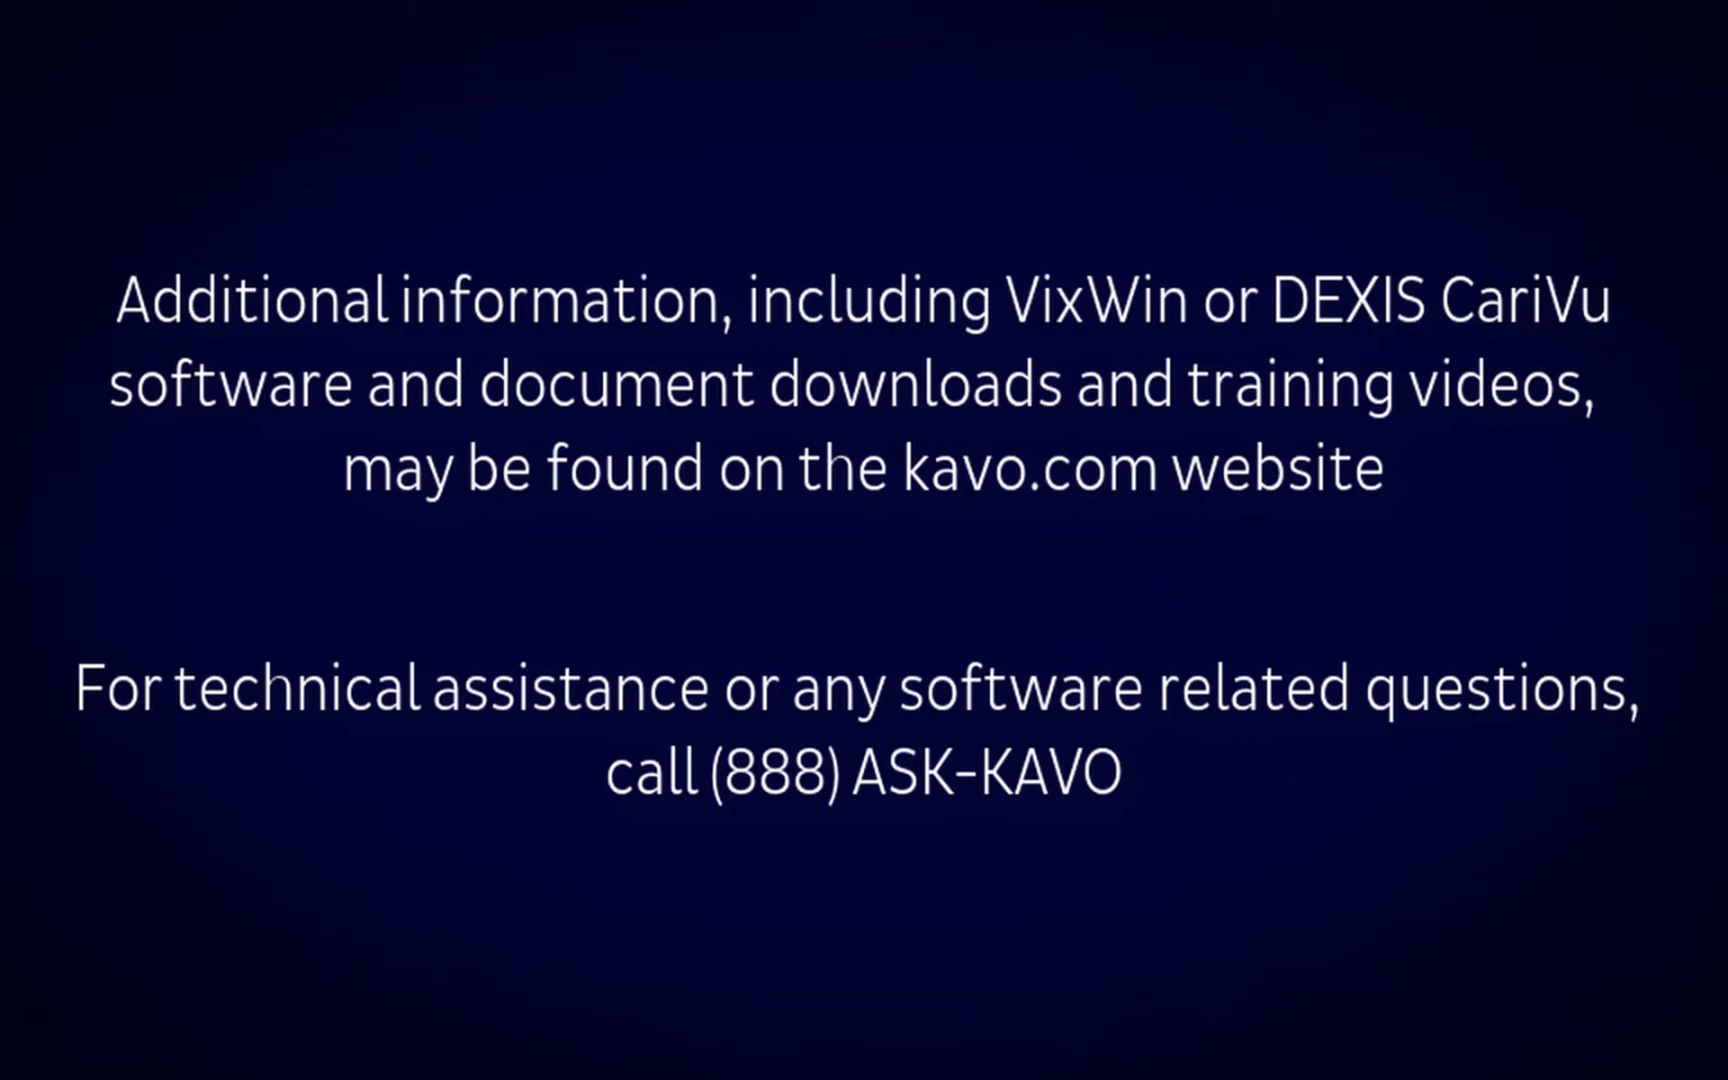 Additional information, including VixWin or DEXIS CariVu
software and document downloads and training videos,
may be found on the kavo.com website
For technical assistance or any software related questions,
call (888) ASK-KAVO